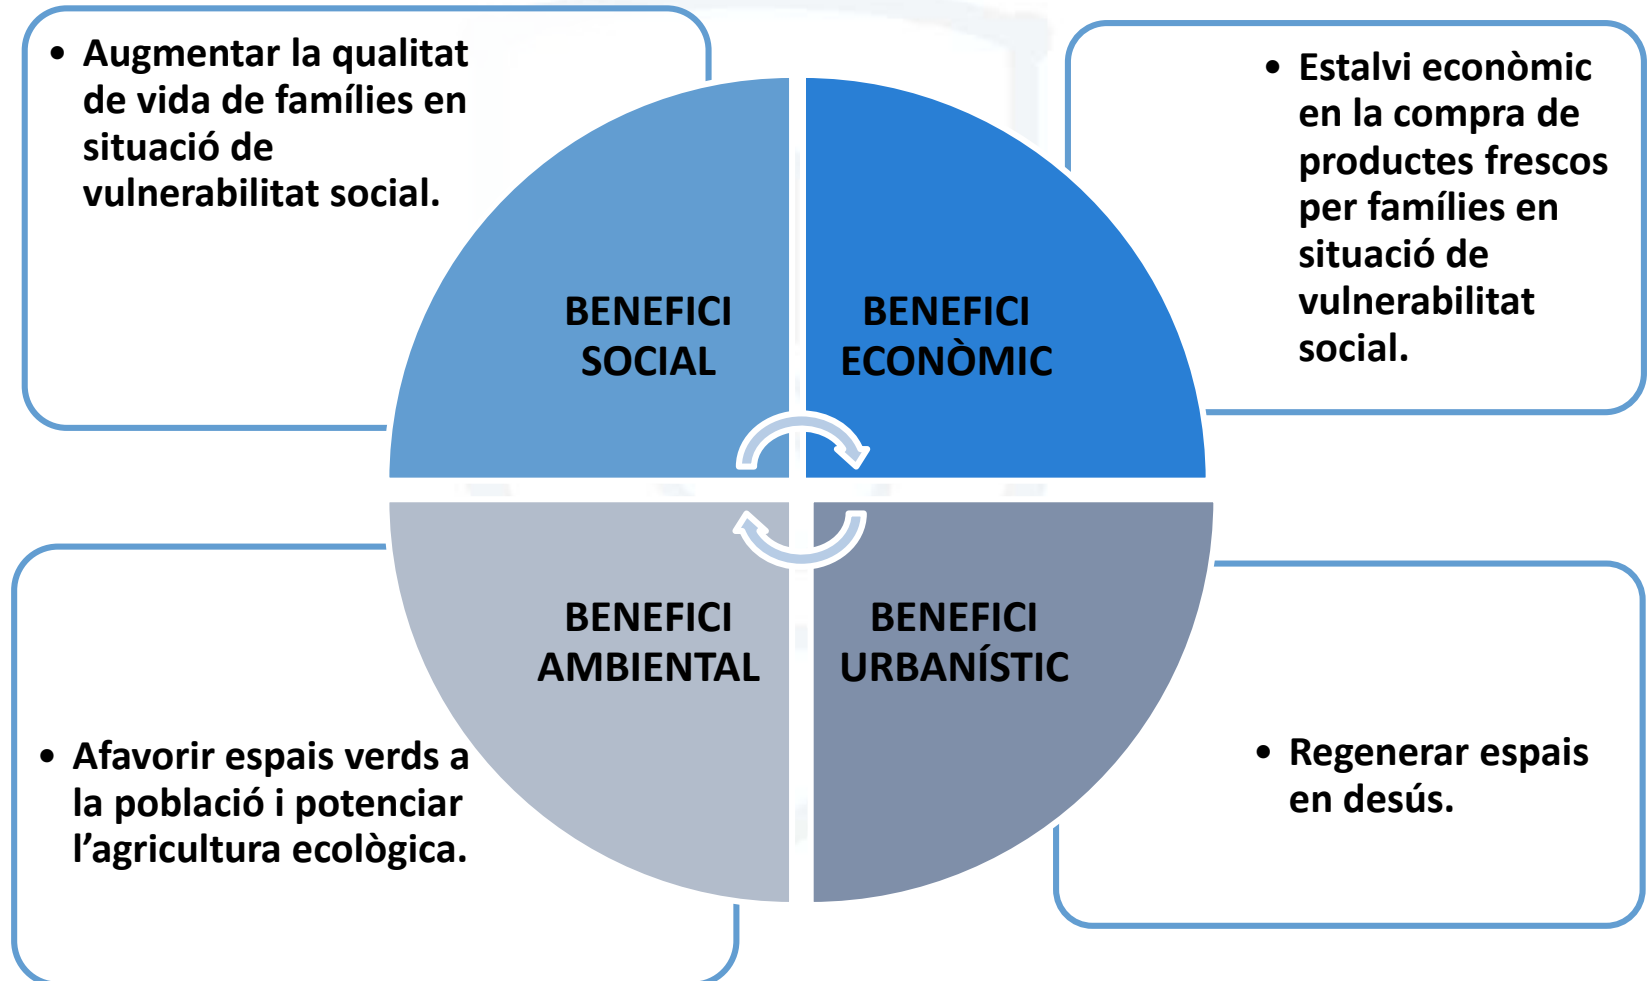 • Augmentar la qualitat
de vida de famílies en
situació de
vulnerabilitat social.
• Estalvi econòmic
en la compra de
productes frescos
per famílies en
situació de
vulnerabilitat
social.
BENEFICI
SOCIAL
BENEFICI
ECONÒMIC
BENEFICI
AMBIENTAL
BENEFICI
URBANÍSTIC
• Afavorir espais verds a
la població i potenciar
l’agricultura ecològica.
• Regenerar espais
en desús.